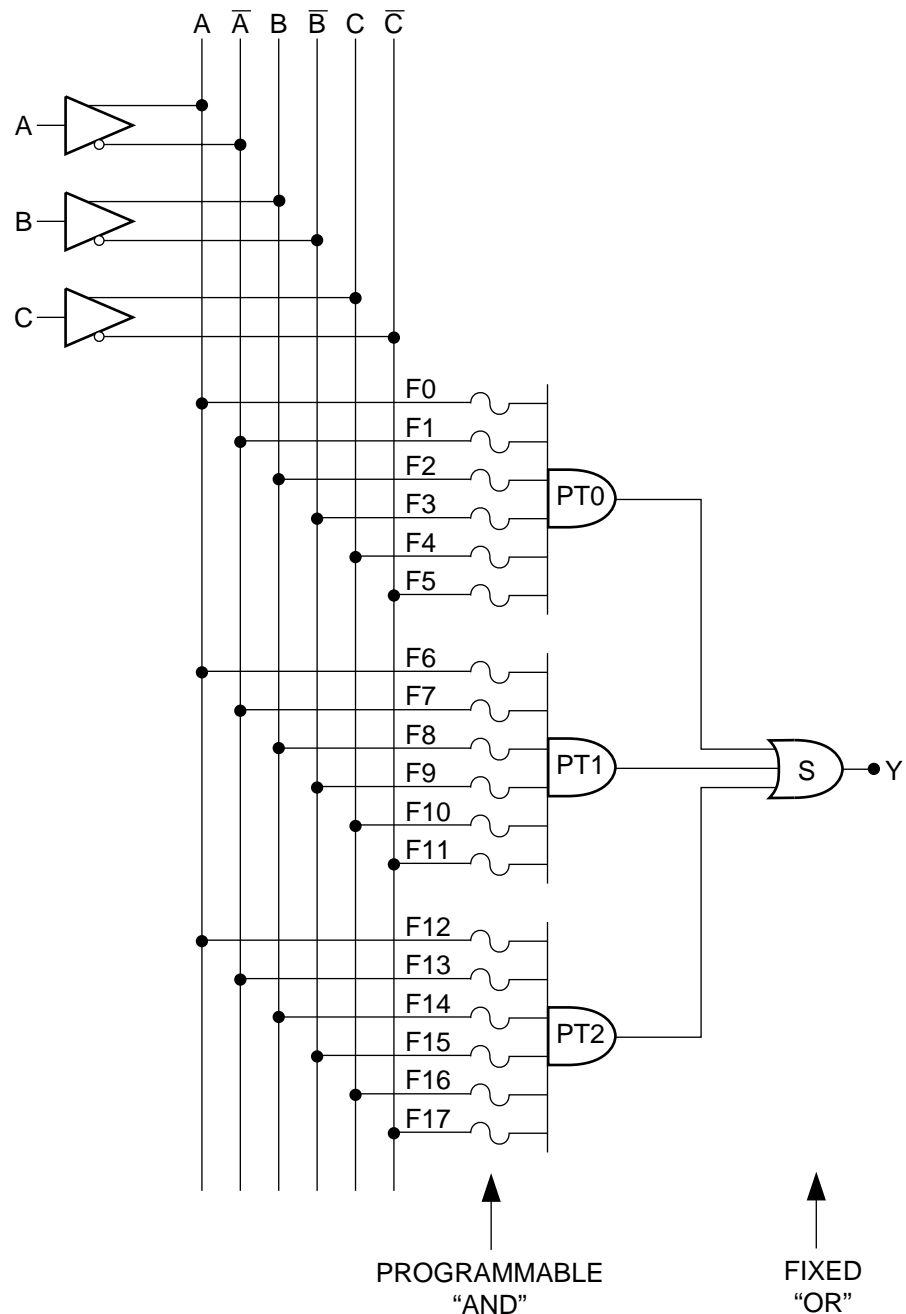 A A̅ B B̅ C C̅
A
B
C
F0
F1
F2
F3
F4
F5
PT0
F6
F7
F8
F9
F10
F11
PT1
S
Y
F12
F13
F14
F15
F16
F17
PT2
PROGRAMMABLE
“AND”
FIXED
“OR”